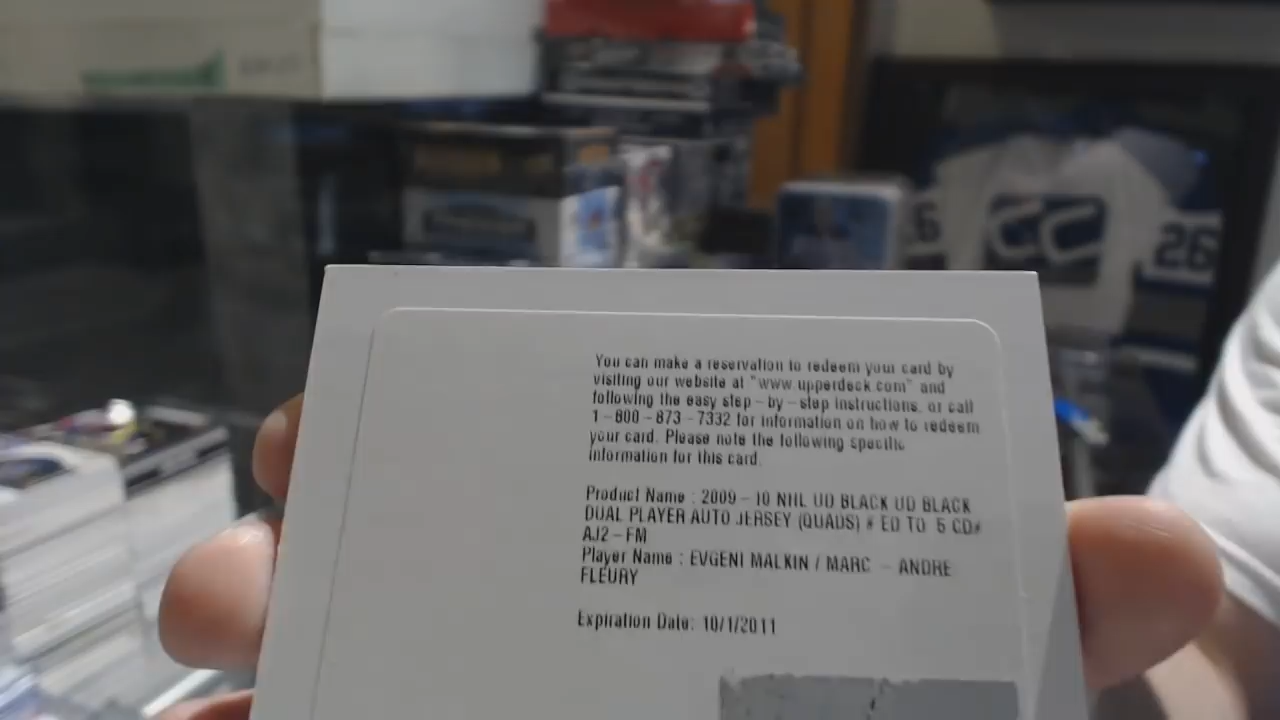 You can make a reservation to redeem your card by
visiting our website at "www.upperdeck.com" and
following the easy step - by - step instructions, or call
1 - 800 - 873 - 7332 for information on how to redeem
your card. Please note the following specific
information for this card.
Product Name : 2009 - 10 NHL UD BLACK UD BLACK
DUAL PLAYER AUTO JERSEY (QUADS) # ED TO 5 CD#
AJ2 - FM
Player Name : EVGENI MALKIN / MARC - ANDRE
FLEURY
Expiration Date: 10/1/2011
26